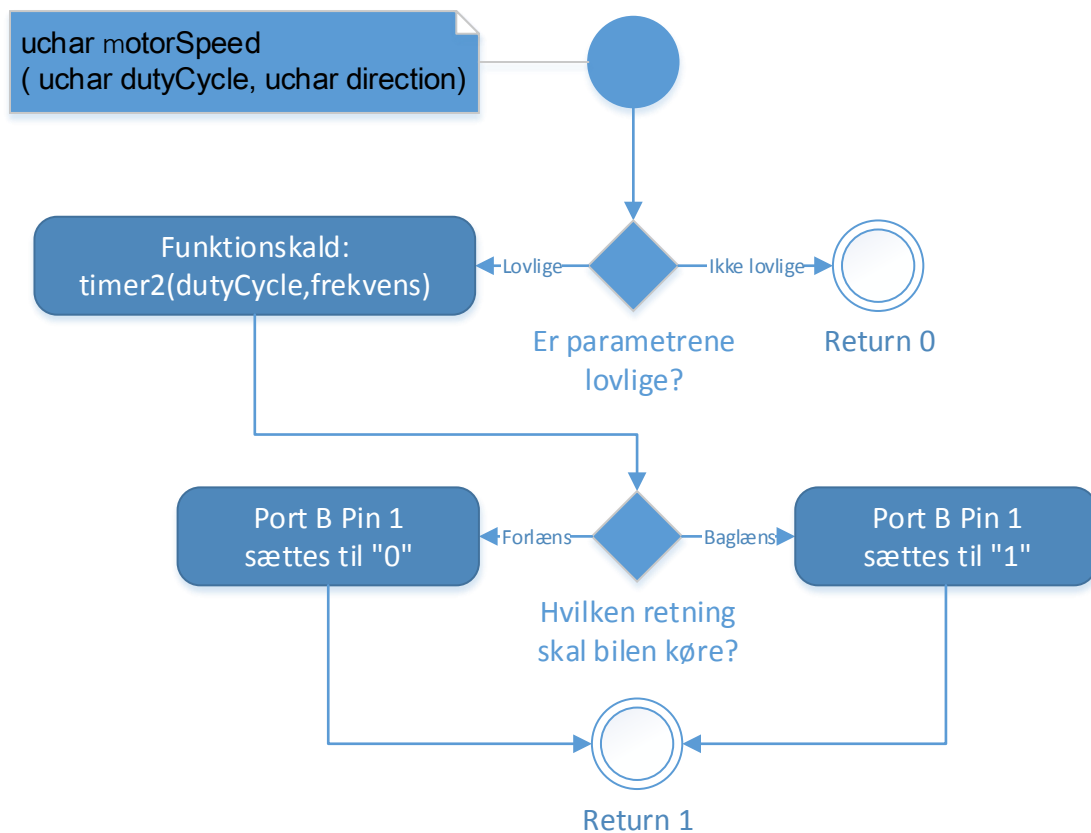 uchar motorSpeed
( uchar dutyCycle, uchar direction)
Funktionskald:
timer2(dutyCycle,frekvens)
Lovlige
Ikke lovlige
Er parametrene
lovlige?
Return 0
Port B Pin 1
sættes til "0"
Forlæns
Baglæns
Port B Pin 1
sættes til "1"
Hvilken retning
skal bilen køre?
Return 1